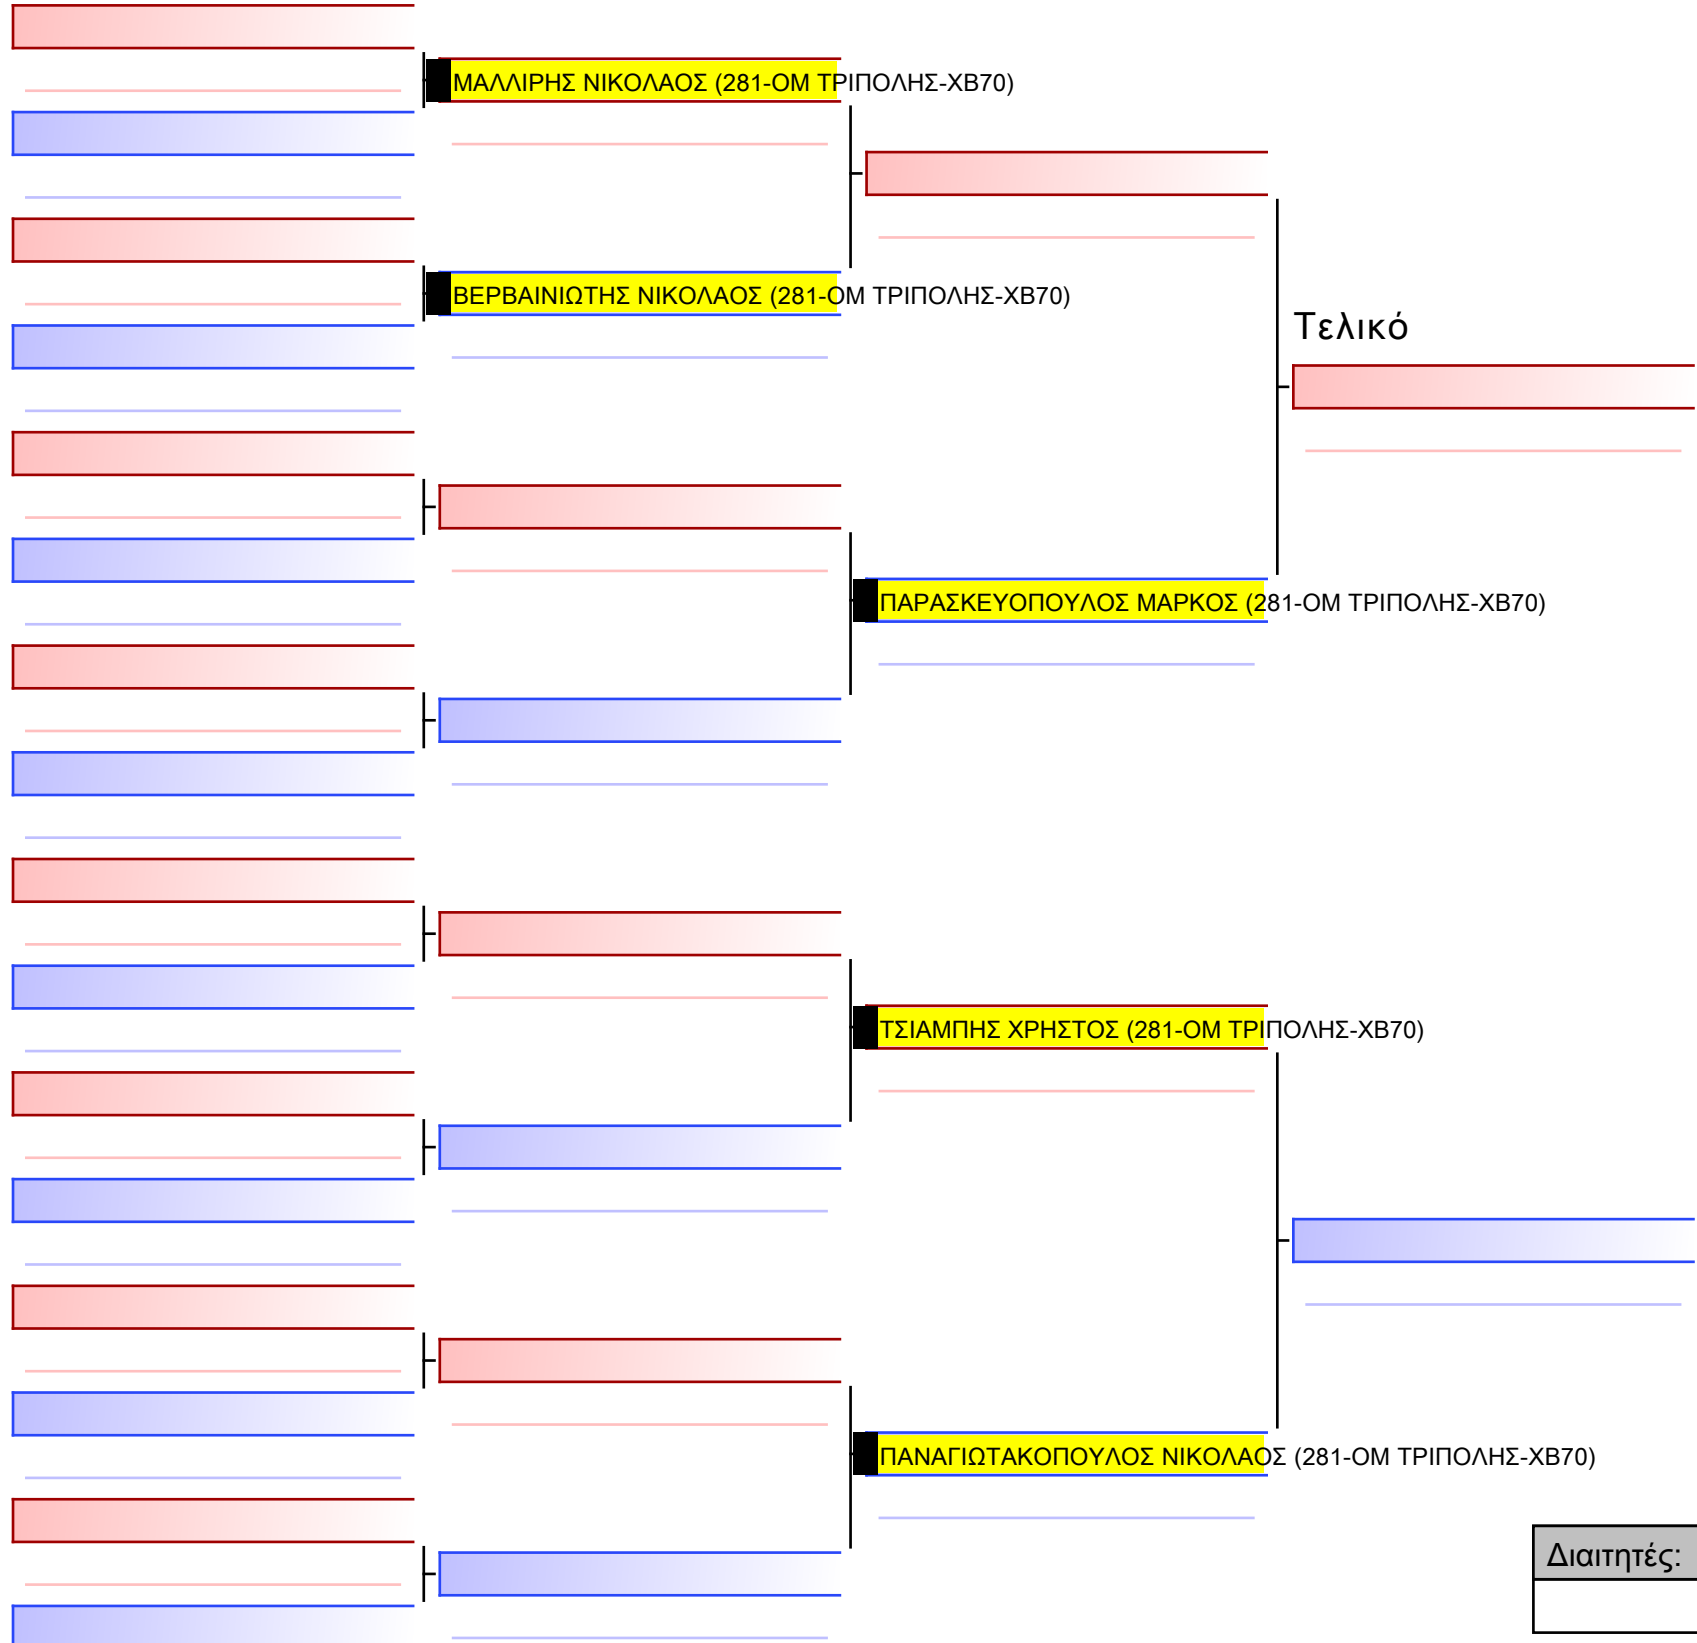 ΜΑΛΛΙΡΗΣ ΝΙΚΟΛΑΟΣ (281-ΟΜ ΤΡΙΠΟΛΗΣ-ΧΒ70)
ΒΕΡΒΑΙΝΙΩΤΗΣ ΝΙΚΟΛΑΟΣ (281-ΟΜ ΤΡΙΠΟΛΗΣ-ΧΒ70)
Τελικό
ΠΑΡΑΣΚΕΥΟΠΟΥΛΟΣ ΜΑΡΚΟΣ (281-ΟΜ ΤΡΙΠΟΛΗΣ-ΧΒ70)
ΤΣΙΑΜΠΗΣ ΧΡΗΣΤΟΣ (281-ΟΜ ΤΡΙΠΟΛΗΣ-ΧΒ70)
ΠΑΝΑΓΙΩΤΑΚΟΠΟΥΛΟΣ ΝΙΚΟΛΑΟΣ (281-ΟΜ ΤΡΙΠΟΛΗΣ-ΧΒ70)
Διαιτητές: